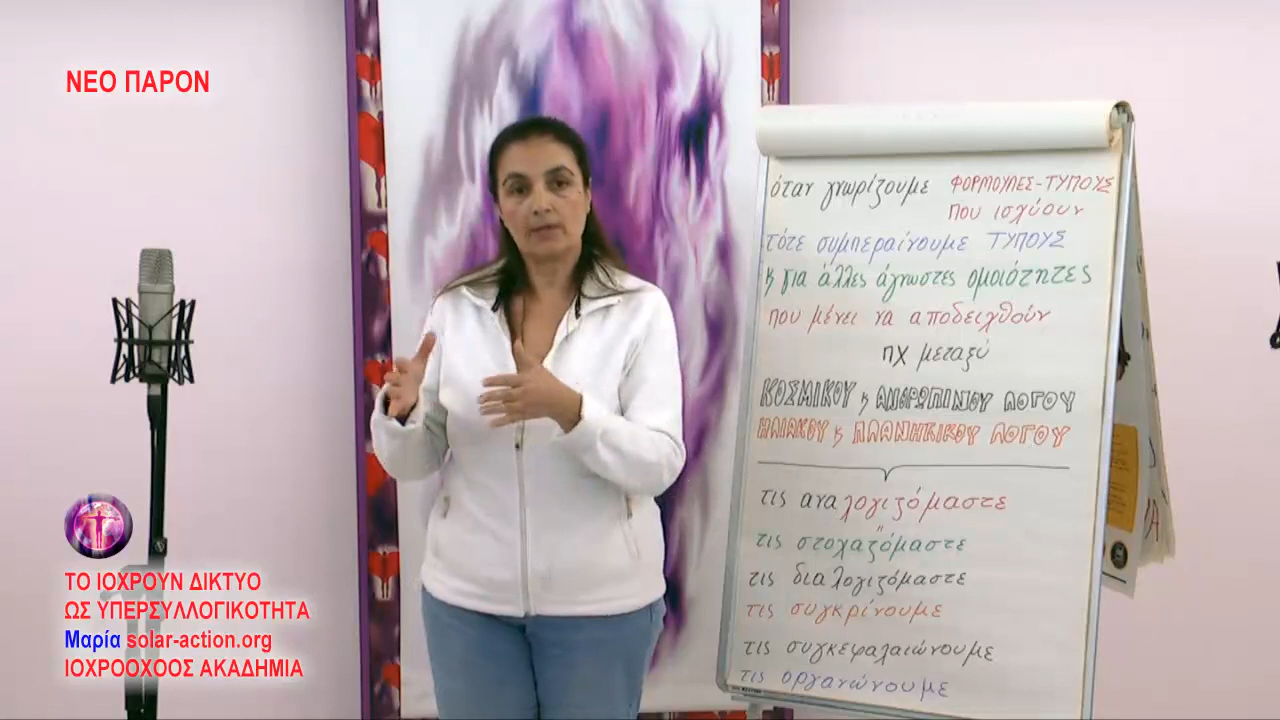 ΝΕΟ ΠΑΡΟΝ
όταν γνωρίζουμε ΦΟΡΜΟΥΛΕΣ-ΤΥΠΟΥΣ
που ισχύουν
τότε συμπεραίνουμε ΤΥΠΟΥΣ
κ για άλλες άγνωστες ομοιότητες
που μένει να αποδειχθούν
πχ μεταξύ
ΚΟΣΜΙΚΟΥ κ ΑΝΘΡΩΠΙΝΟΥ ΛΟΓΟΥ
ΗΛΙΑΚΟΥ κ ΠΛΑΝΗΤΙΚΟΥ ΛΟΓΟΥ
τις αναλογιζόμαστε
τις στοχαζόμαστε
τις διαλογιζόμαστε
τις συγκρίνουμε
τις συγκεφαλαιώνουμε
τις οργανώνουμε
ΤΟ ΙΟΧΡΟΥΝ ΔΙΚΤΥΟ
ΩΣ ΥΠΕΡΣΥΛΛΟΓΙΚΟΤΗΤΑ
Μαρία solar-action.org
ΙΟΧΡΟΟΧΟΟΣ ΑΚΑΔΗΜΙΑ